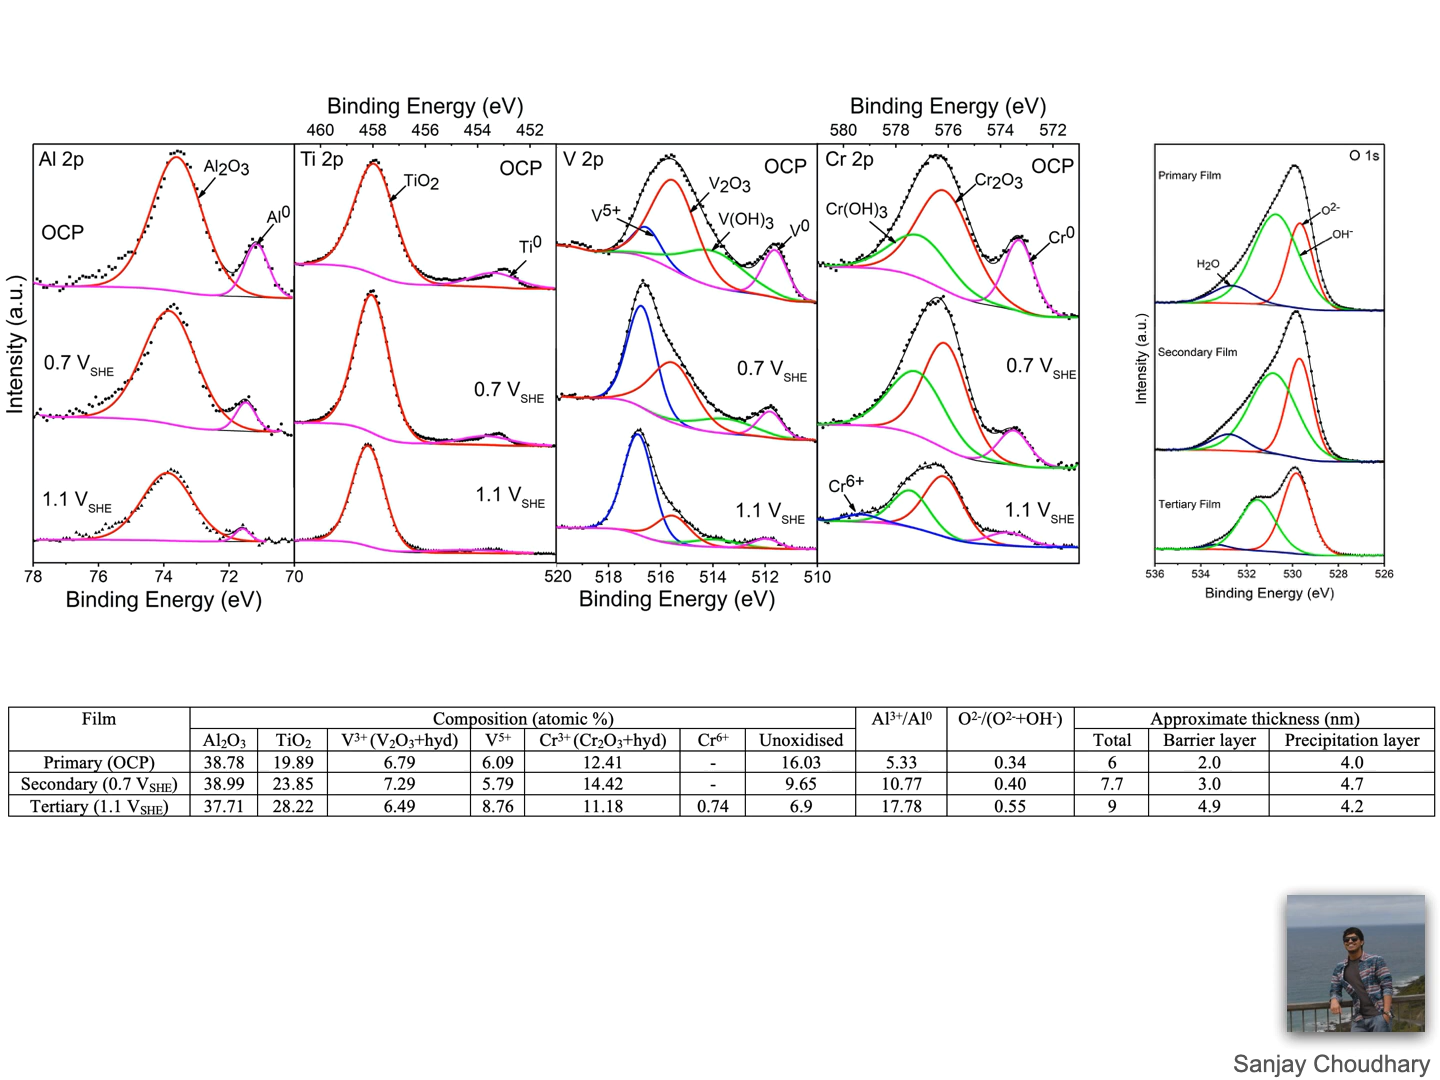 Binding Energy (eV)
460 458 456 454 452
Binding Energy (eV)
580 578 576 574 572
Al 2p
Al2O3
Al0
OCP
0.7 VSHE
1.1 VSHE
Ti 2p
OCP
TiO2
Ti0
0.7 VSHE
1.1 VSHE
V 2p
OCP
V2O3
V5+
V(OH)3
V0
0.7 VSHE
1.1 VSHE
Cr 2p
OCP
Cr2O3
Cr(OH)3
Cr0
0.7 VSHE
Cr6+
1.1 VSHE
Intensity (a.u.)
78 76 74 72 70
Binding Energy (eV)
520 518 516 514 512 510
Binding Energy (eV)
O 1s
Primary Film
O2-
OH-
H2O
Secondary Film
Tertiary Film
Intensity (a.u.)
536 534 532 530 528 526
Binding Energy (eV)
Film Composition (atomic %) Al3+/Al0 O2-/(O2-+OH-) Approximate thickness (nm)
Al2O3 TiO2 V3+ (V2O3+hyd) V5+ Cr3+ (Cr2O3+hyd) Cr6+ Unoxidised Total Barrier layer Precipitation layer
Primary (OCP) 38.78 19.89 6.79 6.09 12.41 - 16.03 5.33 0.34 6 2.0 4.0
Secondary (0.7 VSHE) 38.99 23.85 7.29 5.79 14.42 - 9.65 10.77 0.40 7.7 3.0 4.7
Tertiary (1.1 VSHE) 37.71 28.22 6.49 8.76 11.18 0.74 6.9 17.78 0.55 9 4.9 4.2
Sanjay Choudhary